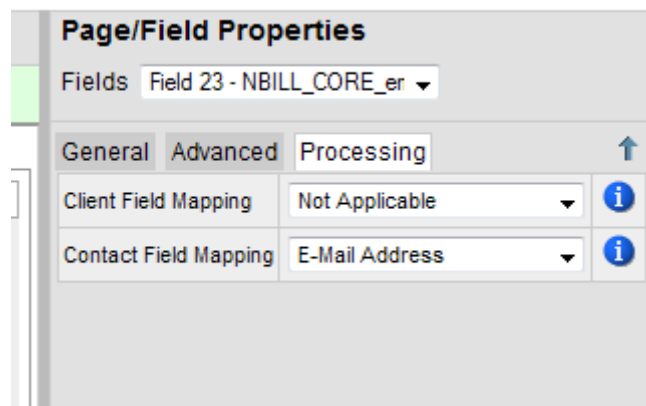 Page/Field Properties
Fields Field 23 - NBILL_CORE_er
General Advanced Processing
Client Field Mapping Not Applicable
Contact Field Mapping E-Mail Address